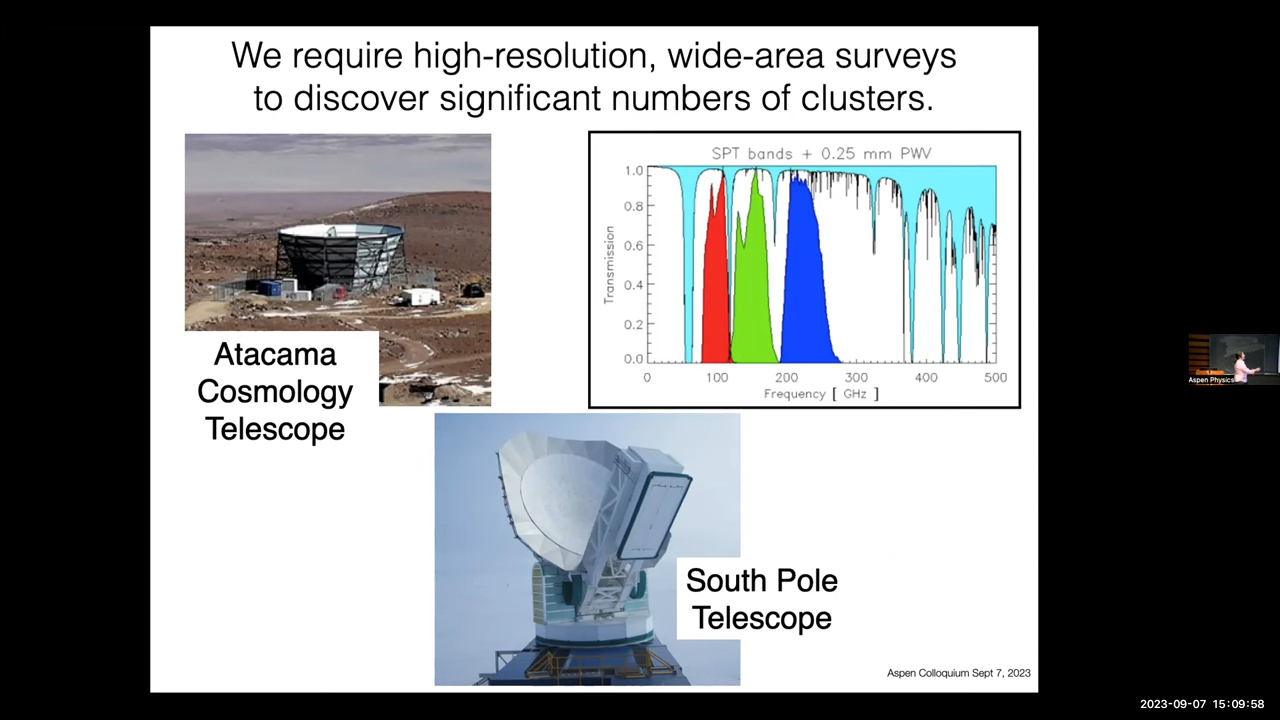 We require high-resolution, wide-area surveys
to discover significant numbers of clusters.
SPT bands + 0.25 mm PWV
Transmission
1.0
0.8
0.6
0.4
0.2
0.0
0 100 200 300 400 500
Frequency [ GHz ]
Atacama
Cosmology
Telescope
South Pole
Telescope
Aspen Colloquium Sept 7, 2023
Aspen Physics
2023-09-07 15:09:58